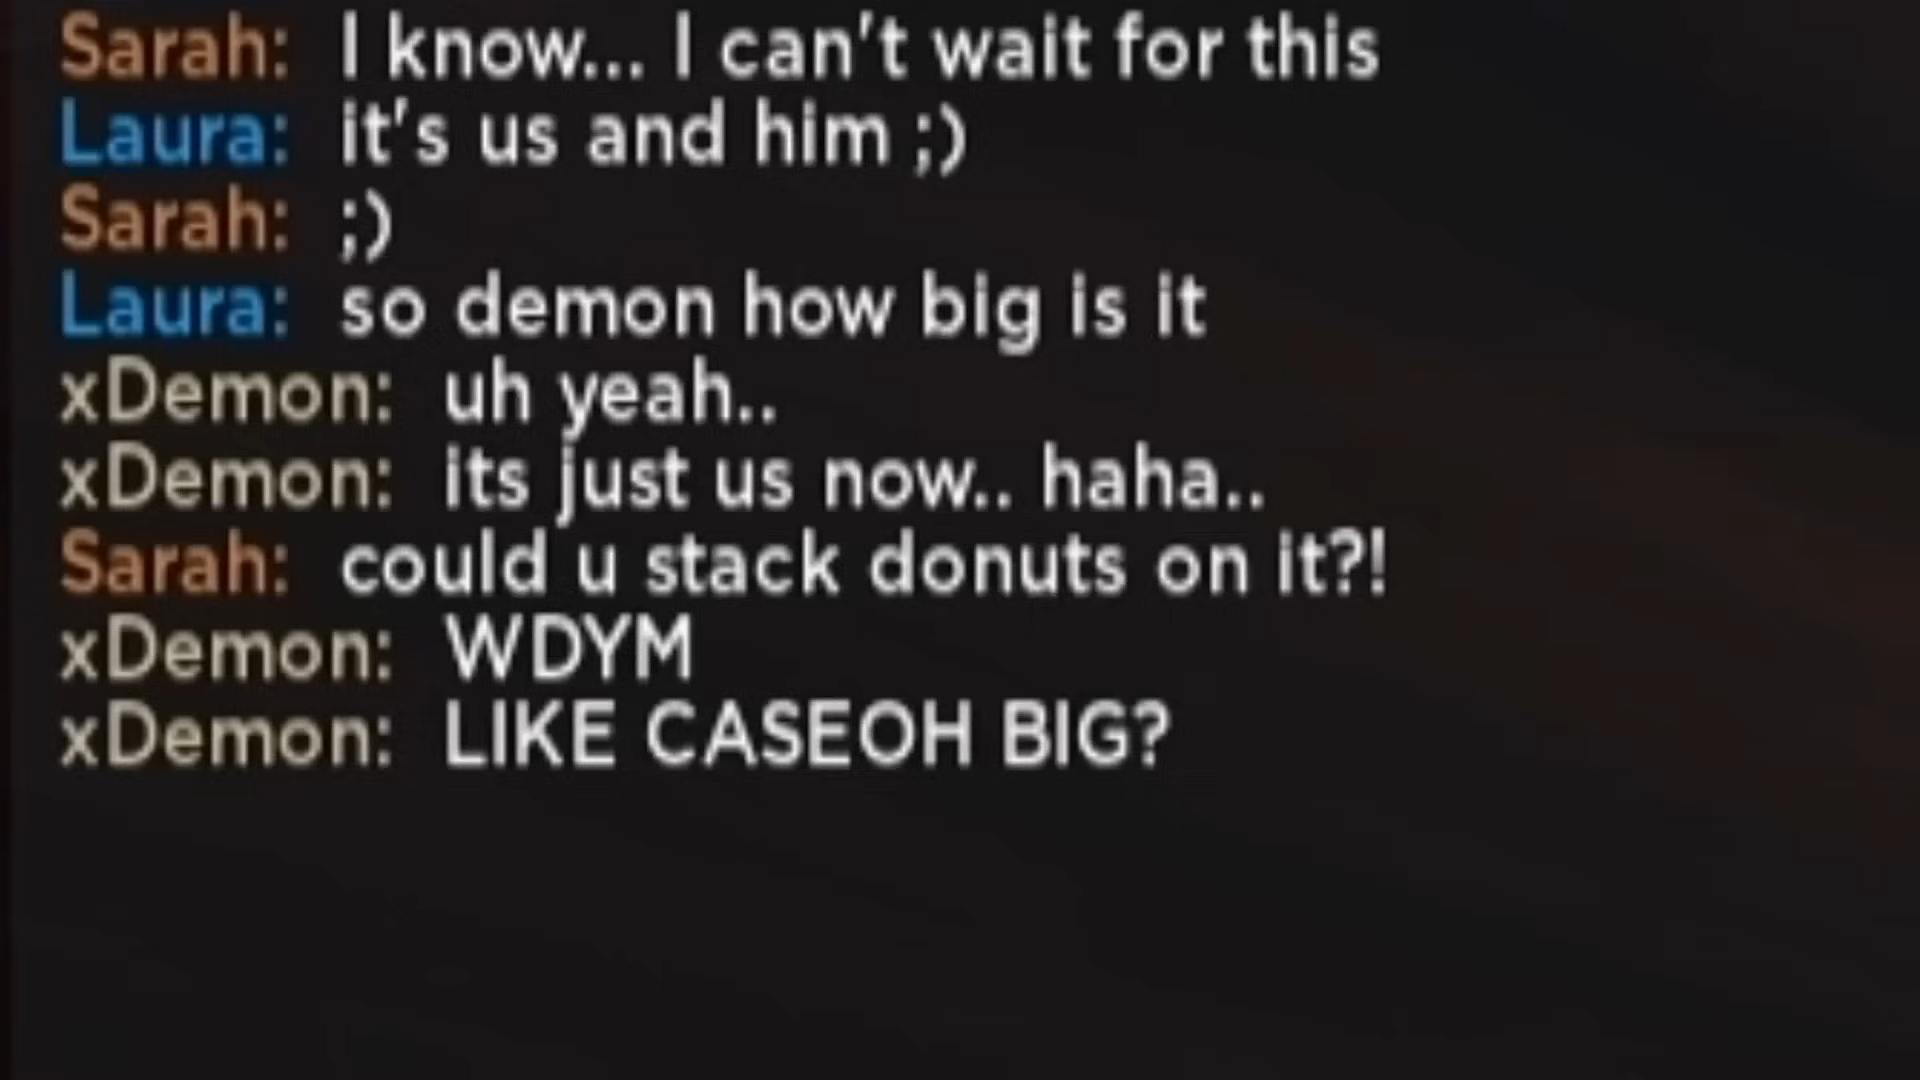 Sarah: I know... I can't wait for this
Laura: it's us and him ;)
Sarah: ;)
Laura: so demon how big is it
xDemon: uh yeah..
xDemon: its just us now.. haha..
Sarah: could u stack donuts on it?!
xDemon: WDYM
xDemon: LIKE CASEOH BIG?